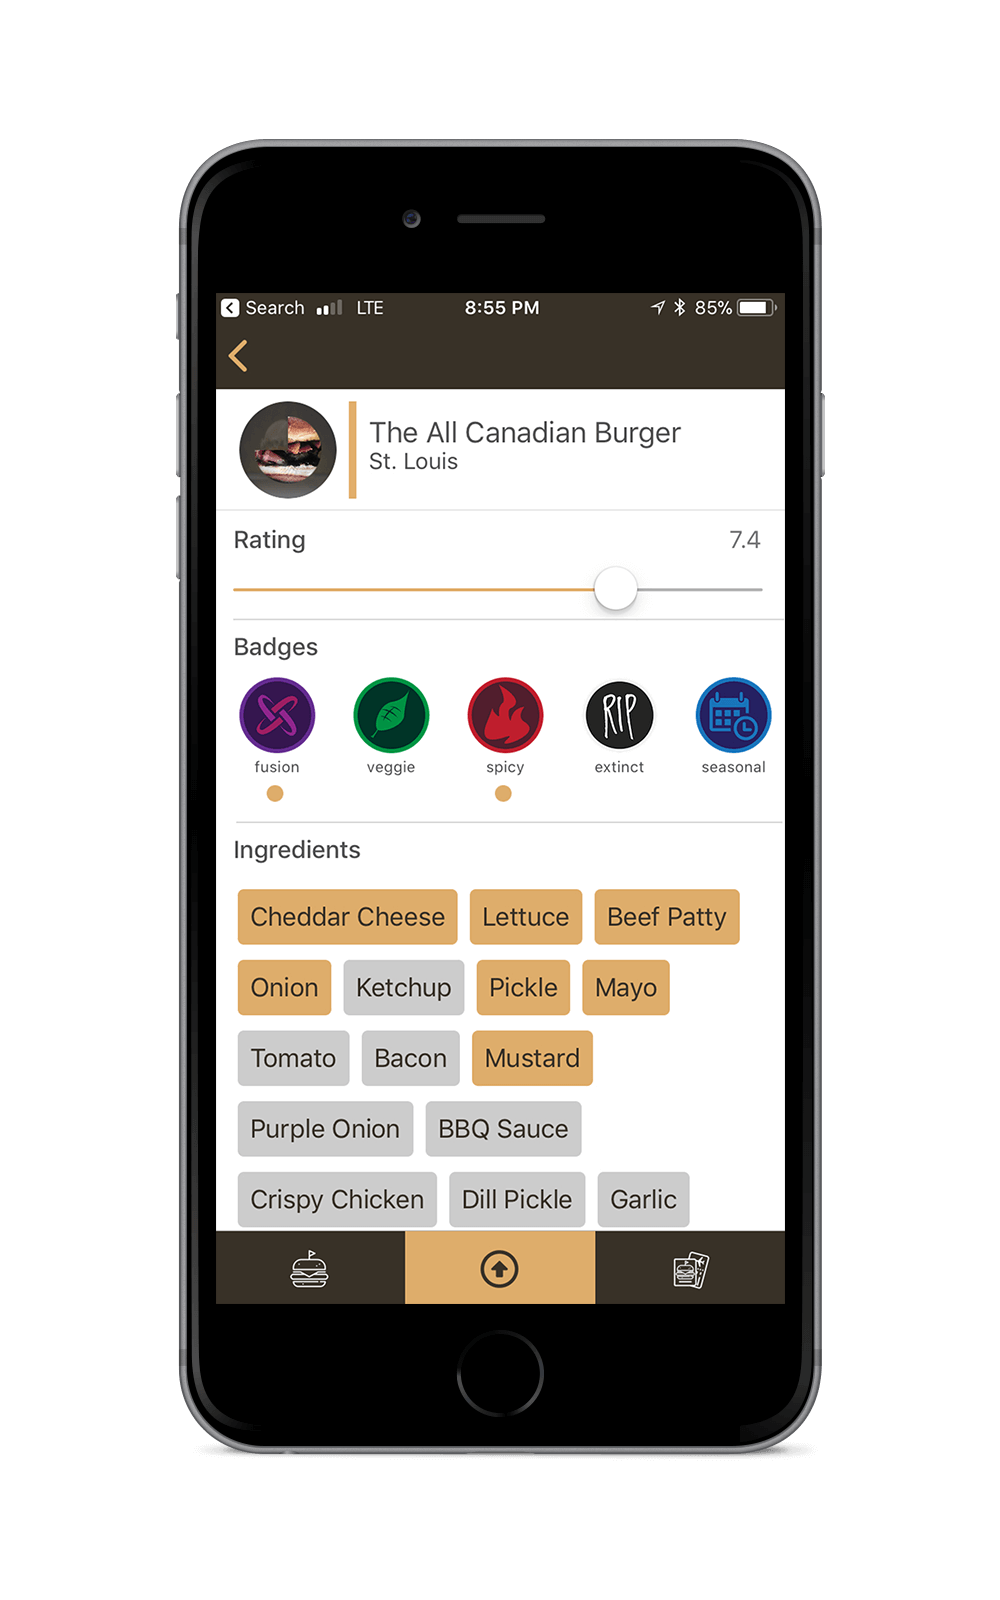 Search LTE 8:55 PM 85%
The All Canadian Burger
St. Louis
Rating 7.4
Badges
RIP
fusion veggie spicy extinct seasonal
Ingredients
Cheddar Cheese Lettuce Beef Patty
Onion Ketchup Pickle Mayo
Tomato Bacon Mustard
Purple Onion BBQ Sauce
Crispy Chicken Dill Pickle Garlic